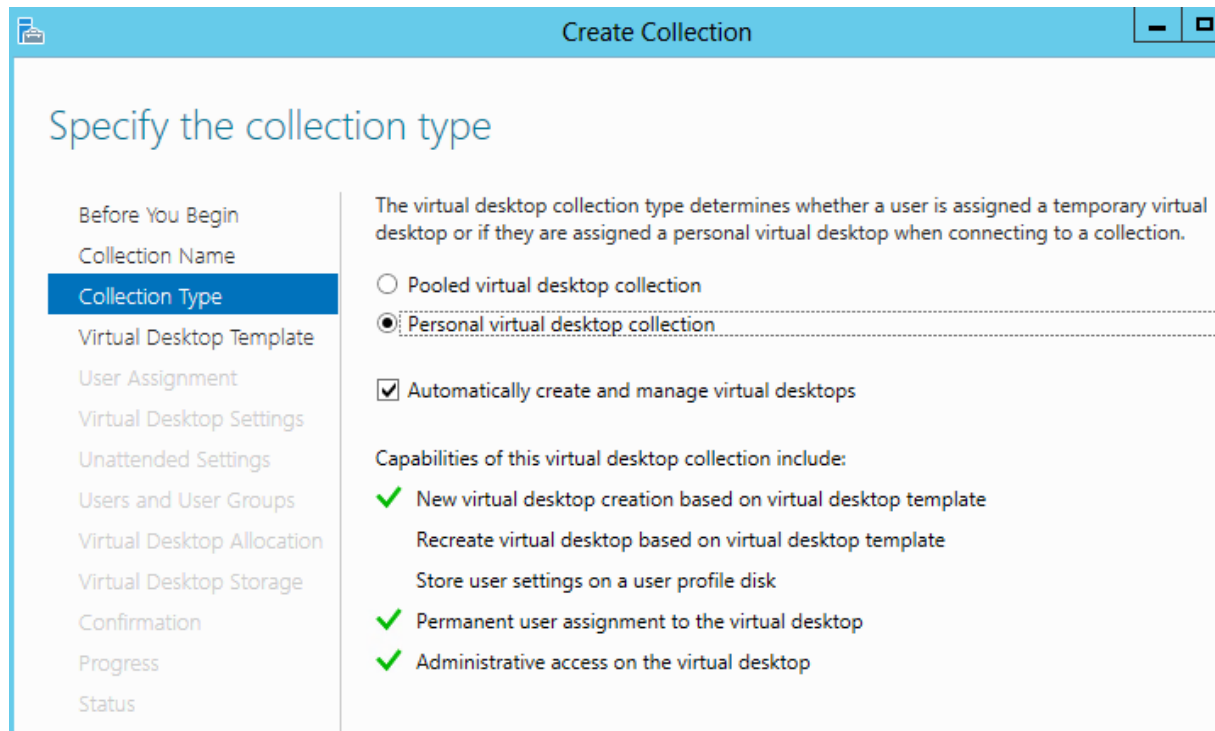 Create Collection
Specify the collection type
Before You Begin
Collection Name
Collection Type
Virtual Desktop Template
User Assignment
Virtual Desktop Settings
Unattended Settings
Users and User Groups
Virtual Desktop Allocation
Virtual Desktop Storage
Confirmation
Progress
Status
The virtual desktop collection type determines whether a user is assigned a temporary virtual
desktop or if they are assigned a personal virtual desktop when connecting to a collection.
Pooled virtual desktop collection
Personal virtual desktop collection
Automatically create and manage virtual desktops
Capabilities of this virtual desktop collection include:
New virtual desktop creation based on virtual desktop template
Recreate virtual desktop based on virtual desktop template
Store user settings on a user profile disk
Permanent user assignment to the virtual desktop
Administrative access on the virtual desktop